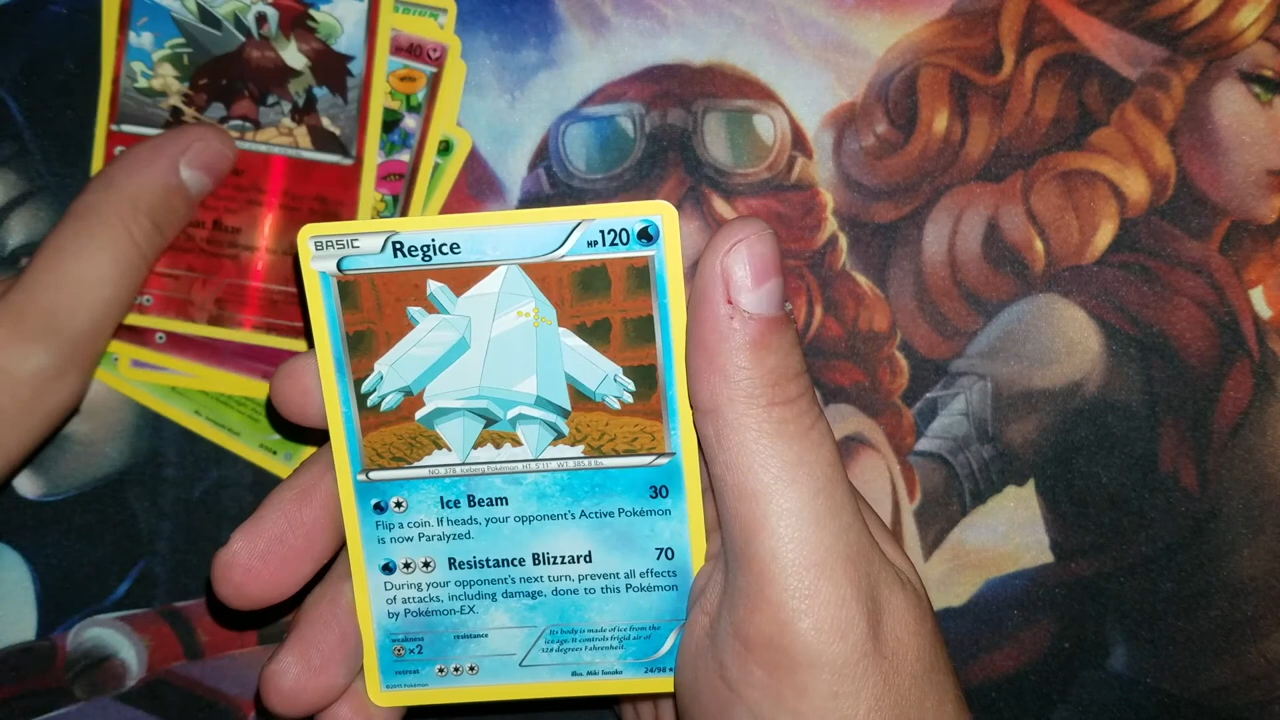 HP40
Blaze
BASIC Regice HP120
NO. 378 Iceberg Pokémon HT. 5'11" WT. 385.8 lbs.
Ice Beam 30
Flip a coin. If heads, your opponent's Active Pokémon
is now Paralyzed.
Resistance Blizzard 70
During your opponent's next turn, prevent all effects
of attacks, including damage, done to this Pokémon
by Pokémon-EX.
weakness resistance
×2
Its body is made of ice from the
ice age. It controls frigid air of
-328 degrees Fahrenheit.
retreat
Illus. Miki Tanaka 24/98
©2015 Pokémon